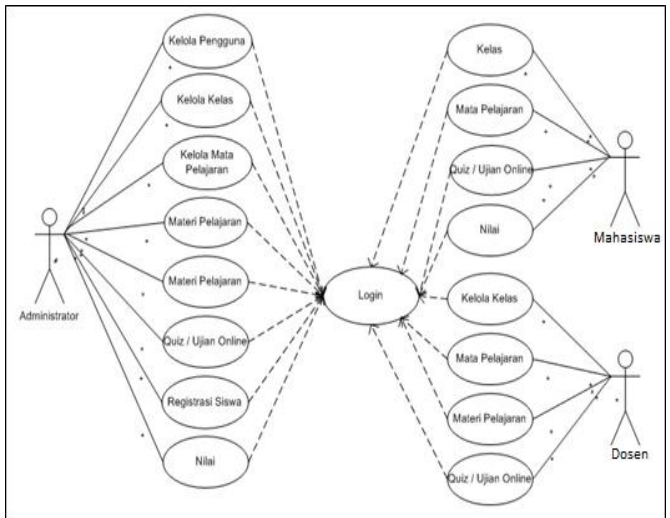 Kelola Pengguna
Kelola Kelas
Kelola Mata
Pelajaran
Materi Pelajaran
Materi Pelajaran
Quiz / Ujian Online
Registrasi Siswa
Nilai
Administrator
Login
Kelas
Mata Pelajaran
Quiz / Ujian Online
Nilai
Mahasiswa
Kelola Kelas
Mata Pelajaran
Materi Pelajaran
Quiz / Ujian Online
Dosen